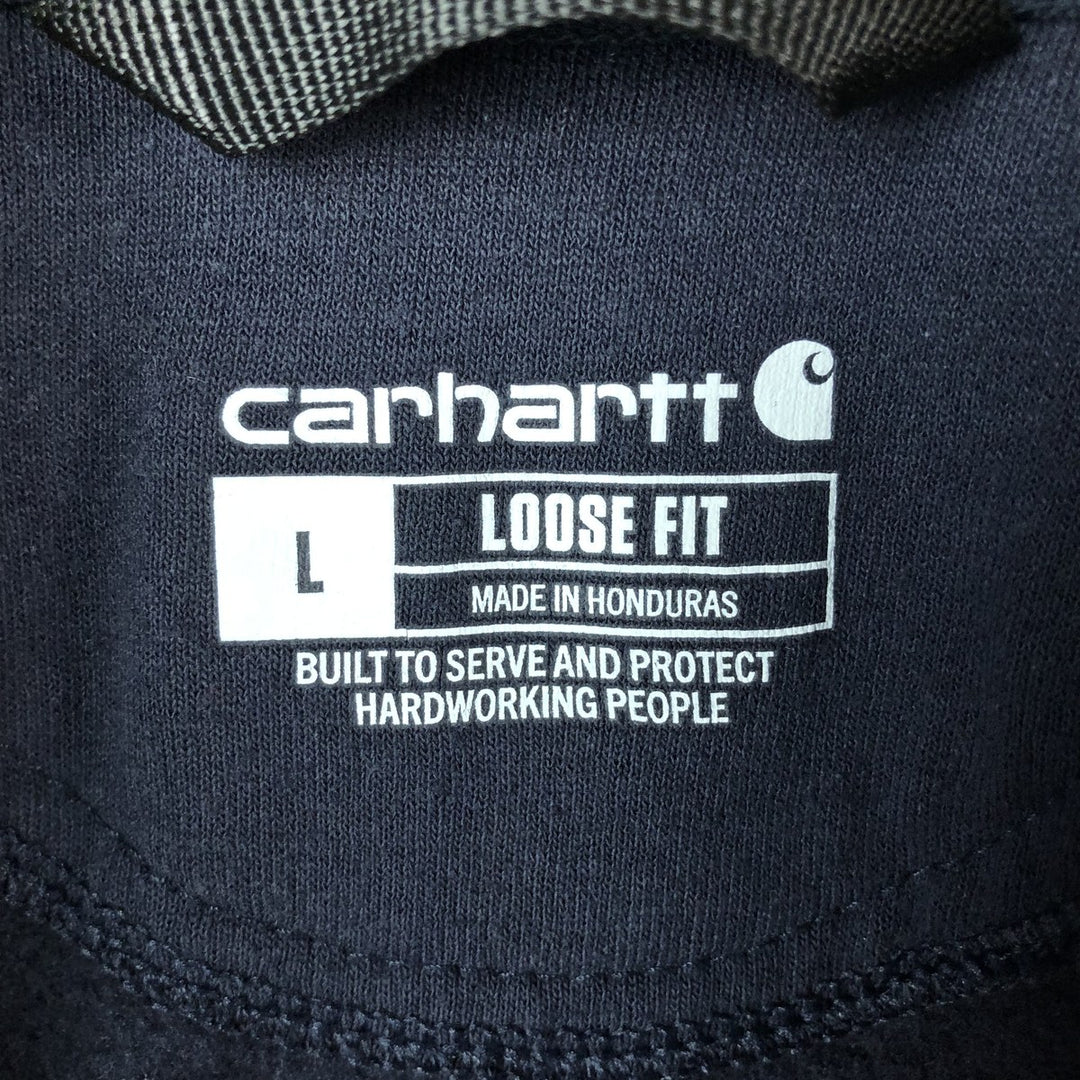 carhartt
L
LOOSE FIT
MADE IN HONDURAS
BUILT TO SERVE AND PROTECT
HARDWORKING PEOPLE